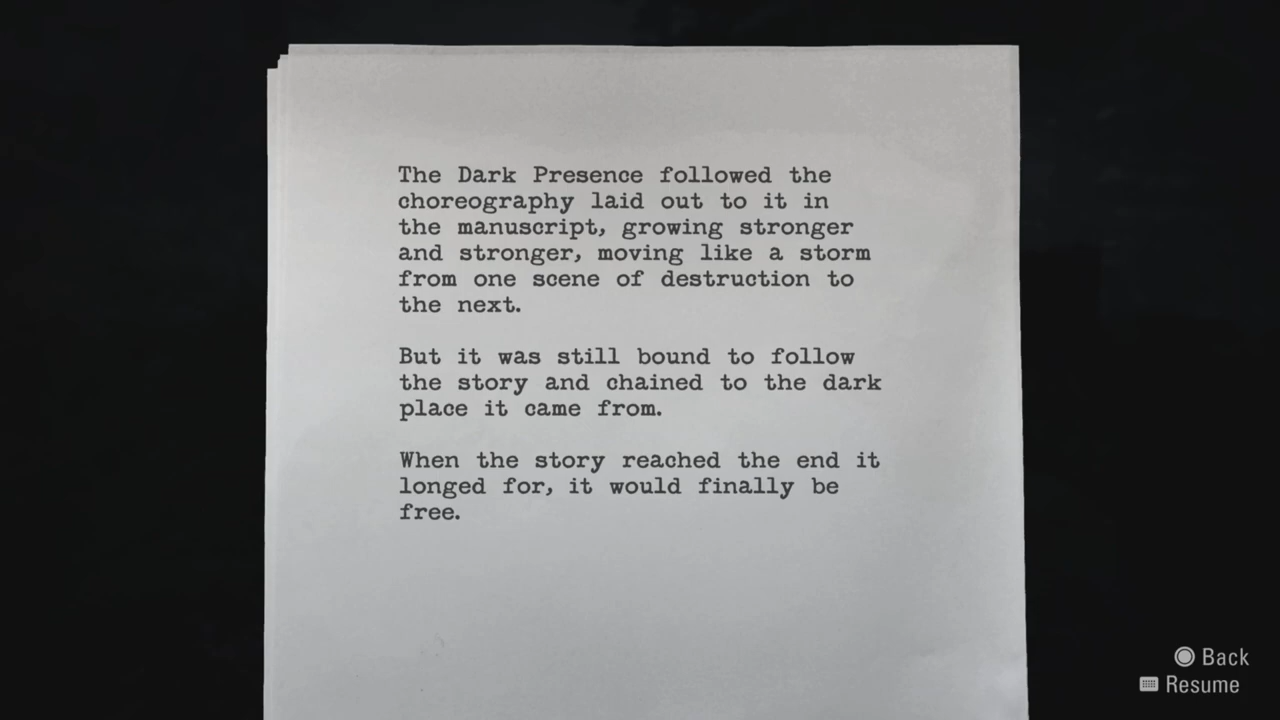 The Dark Presence followed the
choreography laid out to it in
the manuscript, growing stronger
and stronger, moving like a storm
from one scene of destruction to
the next.
But it was still bound to follow
the story and chained to the dark
place it came from.
When the story reached the end it
longed for, it would finally be
free.
Back
Resume